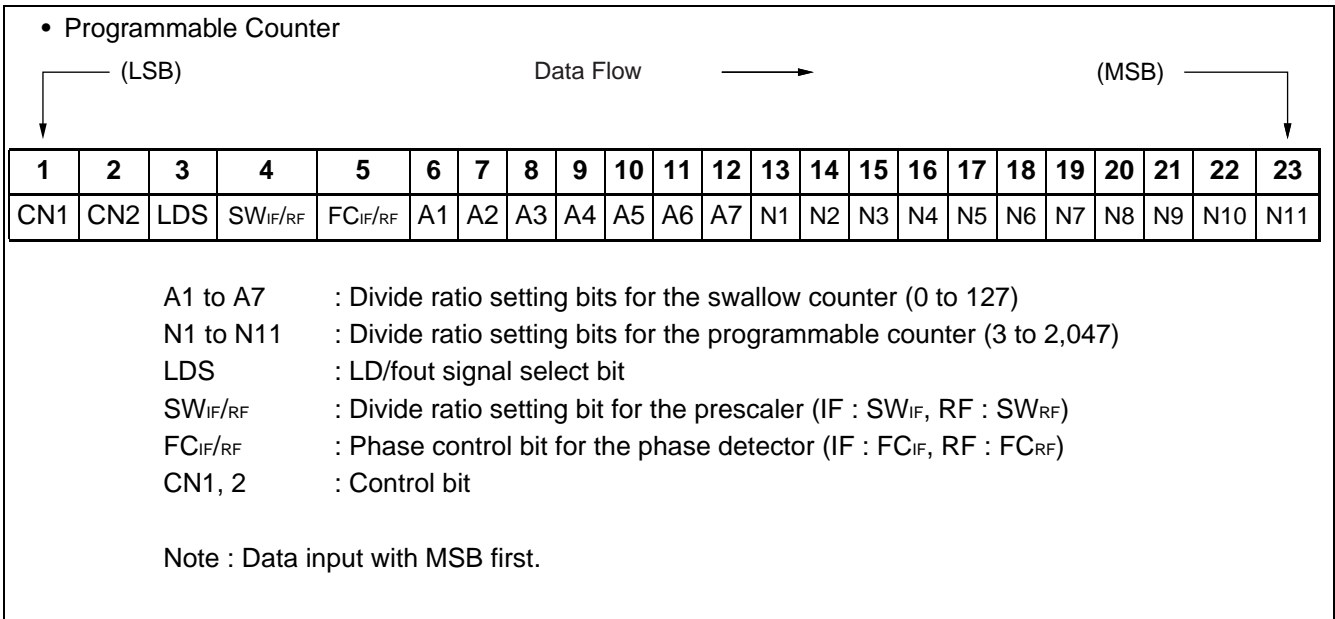 • Programmable Counter
(LSB) Data Flow (MSB)
1 2 3 4 5 6 7 8 9 10 11 12 13 14 15 16 17 18 19 20 21 22 23
CN1 CN2 LDS SWIF/RF FCIF/RF A1 A2 A3 A4 A5 A6 A7 N1 N2 N3 N4 N5 N6 N7 N8 N9 N10 N11
A1 to A7 : Divide ratio setting bits for the swallow counter (0 to 127)
N1 to N11 : Divide ratio setting bits for the programmable counter (3 to 2,047)
LDS : LD/fout signal select bit
SWIF/RF : Divide ratio setting bit for the prescaler (IF : SWIF, RF : SWRF)
FCIF/RF : Phase control bit for the phase detector (IF : FCIF, RF : FCRF)
CN1, 2 : Control bit
Note : Data input with MSB first.